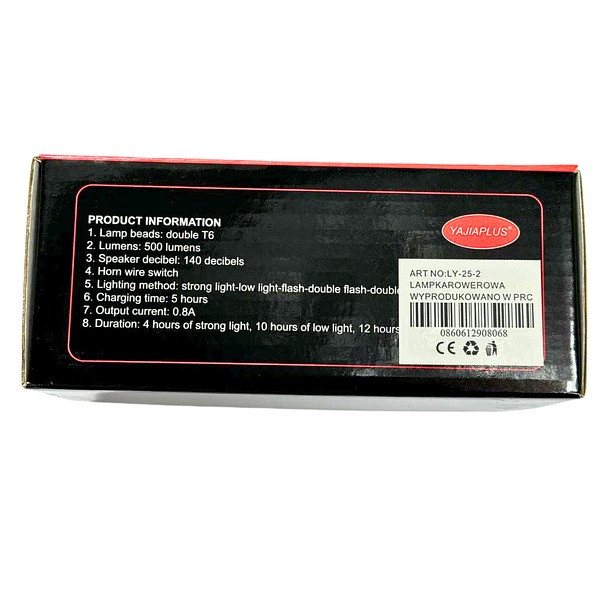 PRODUCT INFORMATION
1. Lamp beads: double T6
2. Lumens: 500 lumens
3. Speaker decibel: 140 decibels
4. Horn wire switch
5. Lighting method: strong light-low light-flash-double flash-double
6. Charging time: 5 hours
7. Output current: 0.8A
8. Duration: 4 hours of strong light, 10 hours of low light, 12 hours
YAJIAPLUS®
ART NO:LY-25-2
LAMPKAROWEROWA
WYPRODUKOWANO W PRC
0860612908068
CE